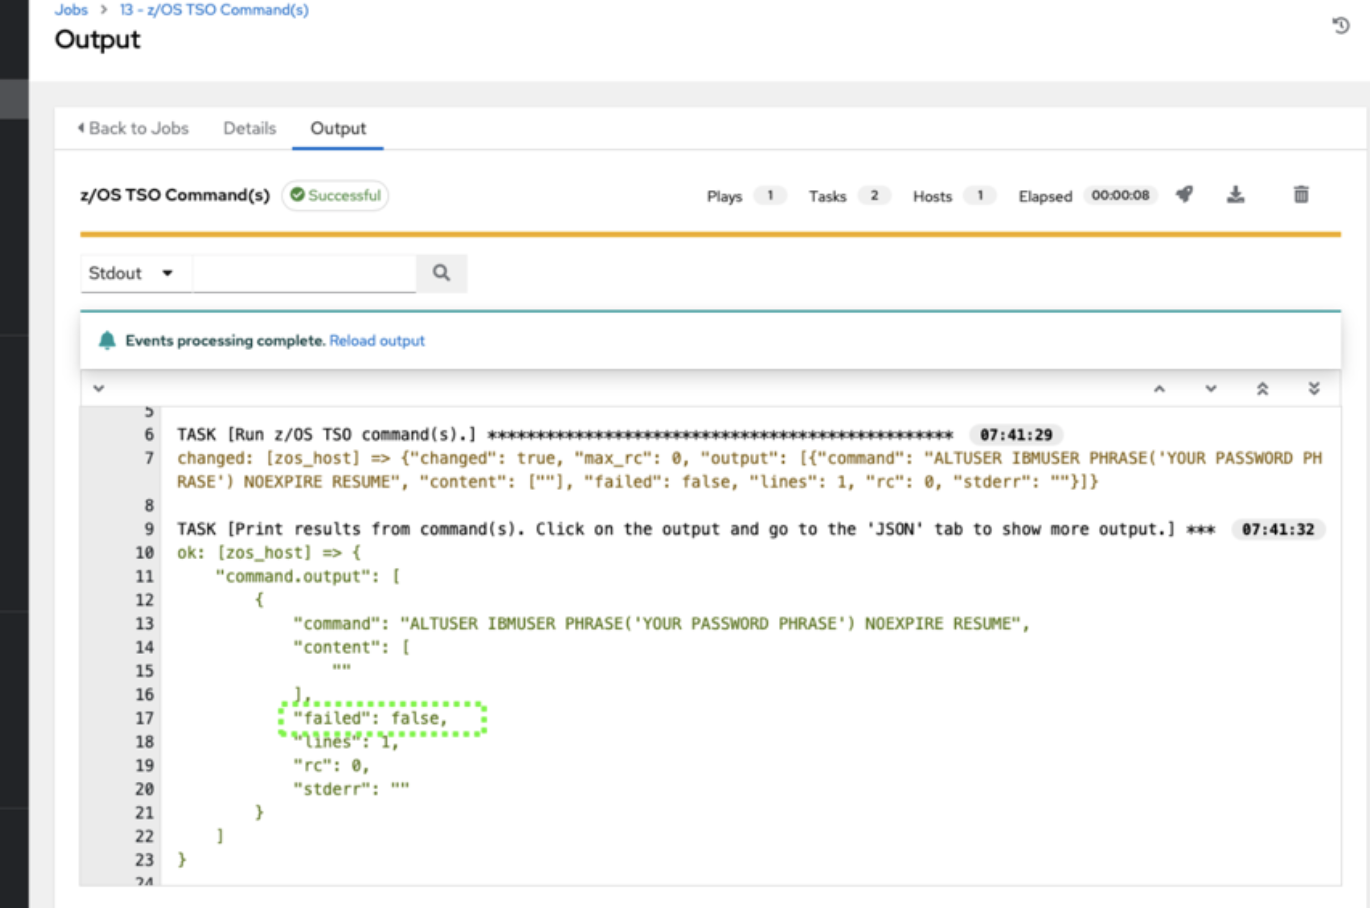 Jobs > 13 - z/OS TSO Command(s)
Output
Back to Jobs Details Output
z/OS TSO Command(s) Successful Plays 1 Tasks 2 Hosts 1 Elapsed 00:00:08
Stdout
Events processing complete. Reload output
5
6 TASK [Run z/OS TSO command(s).] ************************************************ 07:41:29
7 changed: [zos_host] => {"changed": true, "max_rc": 0, "output": [{"command": "ALTUSER IBMUSER PHRASE('YOUR PASSWORD PH
RASE') NOEXPIRE RESUME", "content": [""], "failed": false, "lines": 1, "rc": 0, "stderr": ""}]}
8
9 TASK [Print results from command(s). Click on the output and go to the 'JSON' tab to show more output.] *** 07:41:32
10 ok: [zos_host] => {
11 "command.output": [
12 {
13 "command": "ALTUSER IBMUSER PHRASE('YOUR PASSWORD PHRASE') NOEXPIRE RESUME",
14 "content": [
15 ""
16 ],
17 "failed": false,
18 "lines": 1,
19 "rc": 0,
20 "stderr": ""
21 }
22 ]
23 }
24